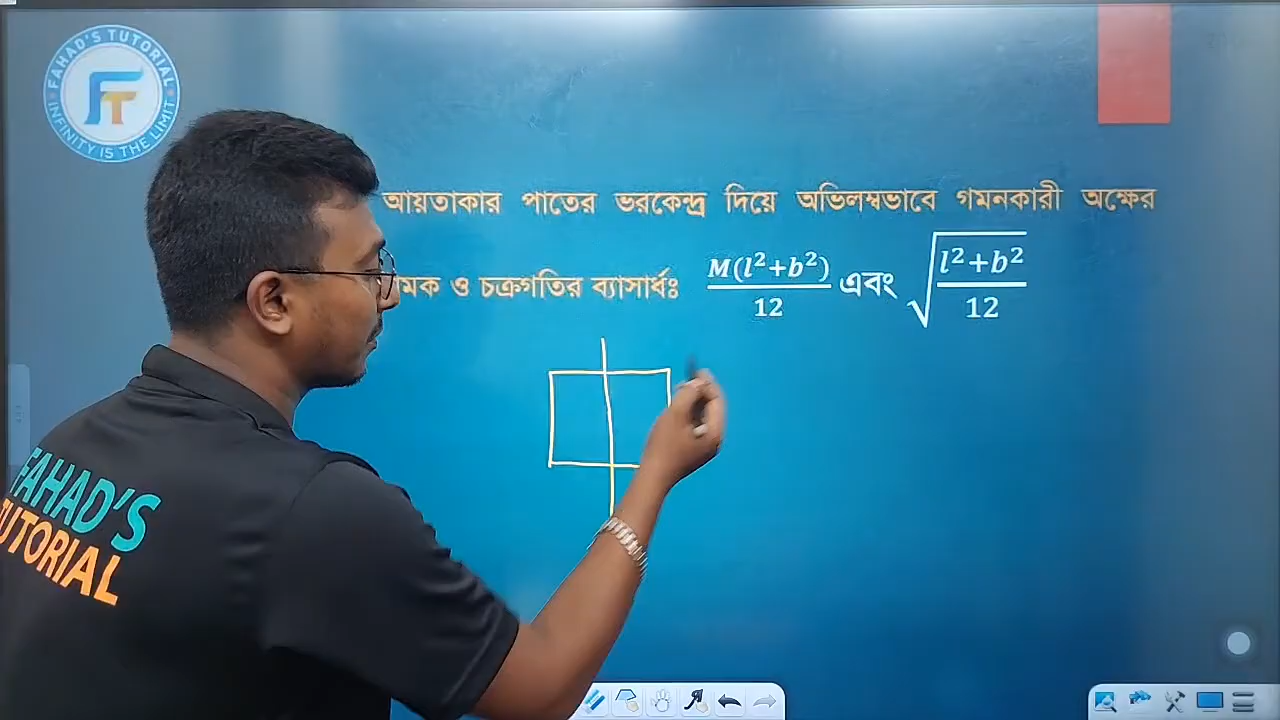 FAHAD'S TUTORIAL
INFINITY IS THE LIMIT
FT
আয়তাকার পাতের ভরকেন্দ্র দিয়ে অভিলম্বভাবে গমনকারী অক্ষের
ও চক্রগতির ব্যাসার্ধঃ M(l²+b²)/12 এবং √((l²+b²)/12)
FAHAD'S
TUTORIAL